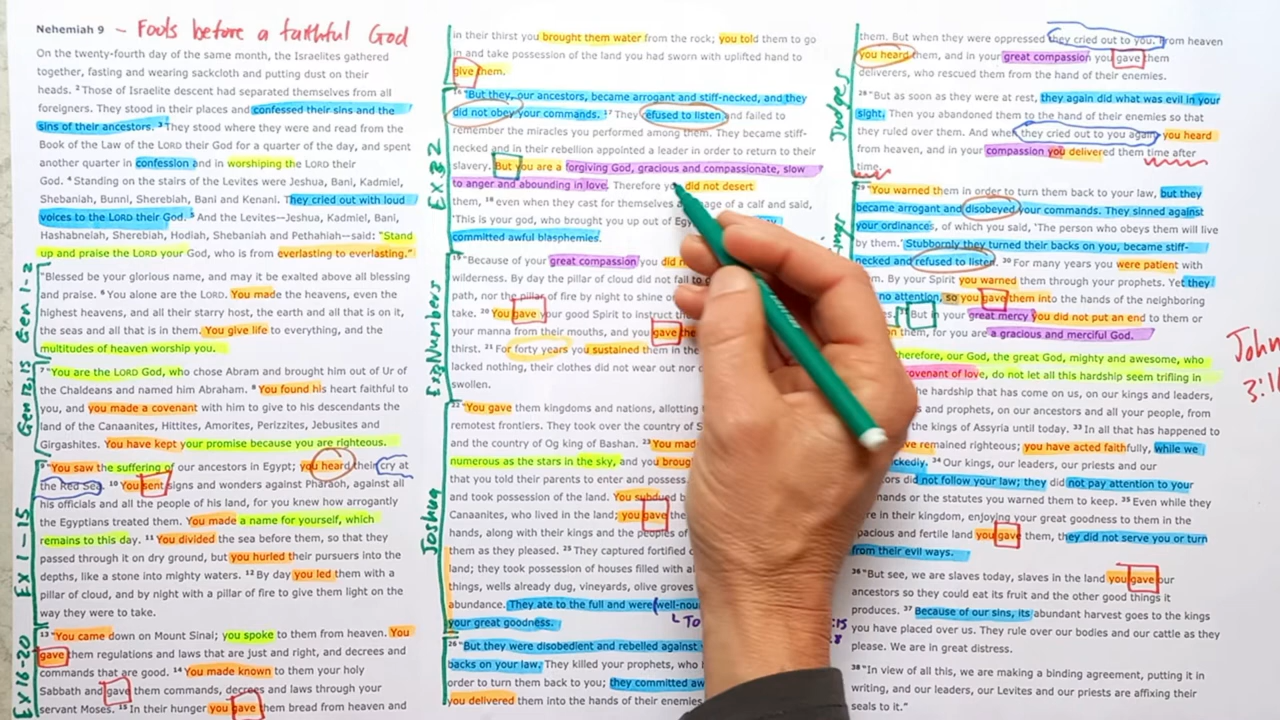 Nehemiah 9 - Fools before a faithful God
On the twenty-fourth day of the same month, the Israelites gathered
together, fasting and wearing sackcloth and putting dust on their
heads. ² Those of Israelite descent had separated themselves from all
foreigners. They stood in their places and confessed their sins and the
sins of their ancestors. ³ They stood where they were and read from the
Book of the Law of the LORD their God for a quarter of the day, and spent
another quarter in confession and in worshiping the LORD their
God. ⁴ Standing on the stairs of the Levites were Jeshua, Bani, Kadmiel,
Shebaniah, Bunni, Sherebiah, Bani and Kenani. They cried out with loud
voices to the LORD their God. ⁵ And the Levites—Jeshua, Kadmiel, Bani,
Hashabneiah, Sherebiah, Hodiah, Shebaniah and Pethahiah—said: "Stand
up and praise the LORD your God, who is from everlasting to everlasting."
Gen 1-2
"Blessed be your glorious name, and may it be exalted above all blessing
and praise. ⁶ You alone are the LORD. You made the heavens, even the
highest heavens, and all their starry host, the earth and all that is on it,
the seas and all that is in them. You give life to everything, and the
multitudes of heaven worship you.
Gen 12,15
⁷ "You are the LORD God, who chose Abram and brought him out of Ur of
the Chaldeans and named him Abraham. ⁸ You found his heart faithful to
you, and you made a covenant with him to give to his descendants the
land of the Canaanites, Hittites, Amorites, Perizzites, Jebusites and
Girgashites. You have kept your promise because you are righteous.
Ex 1-15
⁹ "You saw the suffering of our ancestors in Egypt; you heard their cry at
the Red Sea. ¹⁰ You sent signs and wonders against Pharaoh, against all
his officials and all the people of his land, for you knew how arrogantly
the Egyptians treated them. You made a name for yourself, which
remains to this day. ¹¹ You divided the sea before them, so that they
passed through it on dry ground, but you hurled their pursuers into the
depths, like a stone into mighty waters. ¹² By day you led them with a
pillar of cloud, and by night with a pillar of fire to give them light on the
way they were to take.
Ex 16-20
¹³ "You came down on Mount Sinai; you spoke to them from heaven. You
gave them regulations and laws that are just and right, and decrees and
commands that are good. ¹⁴ You made known to them your holy
Sabbath and gave them commands, decrees and laws through your
servant Moses. ¹⁵ In their hunger you gave them bread from heaven and
in their thirst you brought them water from the rock; you told them to go
in and take possession of the land you had sworn with uplifted hand to
give them.
Ex 32
¹⁶ "But they, our ancestors, became arrogant and stiff-necked, and they
did not obey your commands. ¹⁷ They refused to listen and failed to
remember the miracles you performed among them. They became stiff-
necked and in their rebellion appointed a leader in order to return to their
slavery. But you are a forgiving God, gracious and compassionate, slow
to anger and abounding in love. Therefore you did not desert
them, ¹⁸ even when they cast for themselves an image of a calf and said,
'This is your god, who brought you up out of
committed awful blasphemies.
Numbers
¹⁹ "Because of your great compassion you did
wilderness. By day the pillar of cloud did not fail to
path, nor the pillar of fire by night to shine
take. ²⁰ You gave your good Spirit to instruct
your manna from their mouths, and you gave
thirst. ²¹ For forty years you sustained them in the
lacked nothing, their clothes did not wear out nor
swollen.
Joshua
²² "You gave them kingdoms and nations, allotting
remotest frontiers. They took over the country of
and the country of Og king of Bashan. ²³ You made
numerous as the stars in the sky, and you
that you told their parents to enter and possess.
and took possession of the land. You
Canaanites, who lived in the land; you gave the
hands, along with their kings and the peoples of
them as they pleased. ²⁵ They captured fortified
land; they took possession of houses filled with
things, wells already dug, vineyards, olive groves
abundance. They ate to the full and were
your great goodness.
²⁶ "But they were disobedient and rebelled against
backs on your law. They killed your prophets, who
order to turn them back to you; they committed
you delivered them into the hands of their enemies
Judges
them. But when they were oppressed they cried out to you. From heaven
you heard them, and in your great compassion you gave them
deliverers, who rescued them from the hand of their enemies.
²⁸ "But as soon as they were at rest, they again did what was evil in your
sight. Then you abandoned them to the hand of their enemies so that
they ruled over them. And when they cried out to you again, you heard
from heaven, and in your compassion you delivered them time after
time.
²⁹ "You warned them in order to turn them back to your law, but they
became arrogant and disobeyed your commands. They sinned against
your ordinances, of which you said, 'The person who obeys them will live
by them.' Stubbornly they turned their backs on you, became stiff-
necked and refused to listen. ³⁰ For many years you were patient with
them. By your Spirit you warned them through your prophets. Yet they
no attention, so you gave them into the hands of the neighboring
But in your great mercy you did not put an end to them or
them, for you are a gracious and merciful God.
John 3:1
therefore, our God, the great God, mighty and awesome, who
covenant of love, do not let all this hardship seem trifling in
the hardship that has come on us, on our kings and leaders,
and prophets, on our ancestors and all your people, from
the kings of Assyria until today. ³³ In all that has happened to
remained righteous; you have acted faithfully, while we
³⁴ Our kings, our leaders, our priests and our
did not follow your law; they did not pay attention to your
or the statutes you warned them to keep. ³⁵ Even while they
in their kingdom, enjoying your great goodness to them in the
spacious and fertile land you gave them, they did not serve you or turn
from their evil ways.
³⁶ "But see, we are slaves today, slaves in the land you gave our
ancestors so they could eat its fruit and the other good things it
produces. ³⁷ Because of our sins, its abundant harvest goes to the kings
you have placed over us. They rule over our bodies and our cattle as they
please. We are in great distress.
³⁸ "In view of all this, we are making a binding agreement, putting it in
writing, and our leaders, our Levites and our priests are affixing their
seals to it."